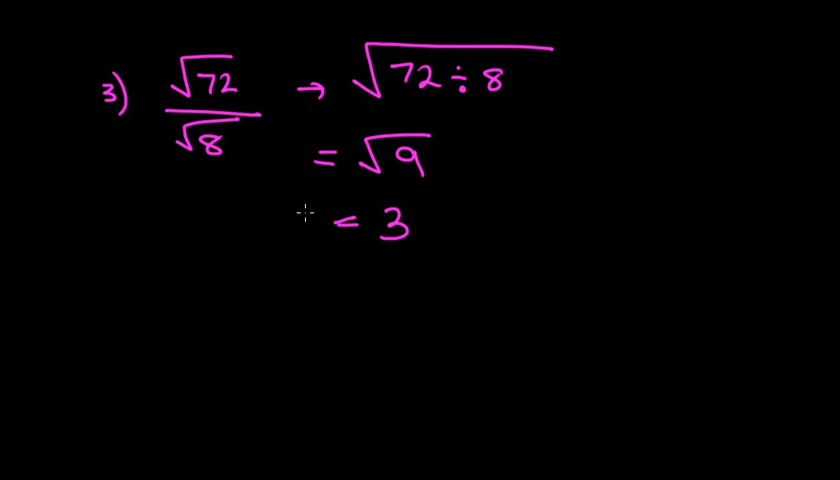 3) √72 / √8 → √72 ÷ 8
= √9
= 3